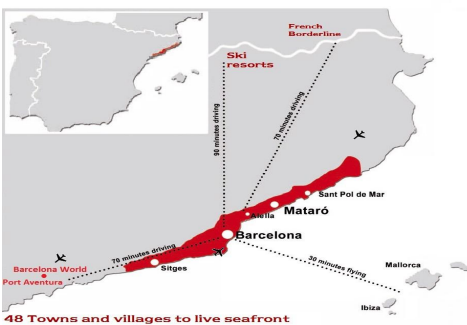 French
Borderline
Ski
resorts
90 minutes driving
70 minutes driving
Sant Pol de Mar
Mataró
Alella
Barcelona
70 minutes driving
30 minutes flying
Barcelona World
Port Aventura
Sitges
Mallorca
Ibiza
48 Towns and villages to live seafront